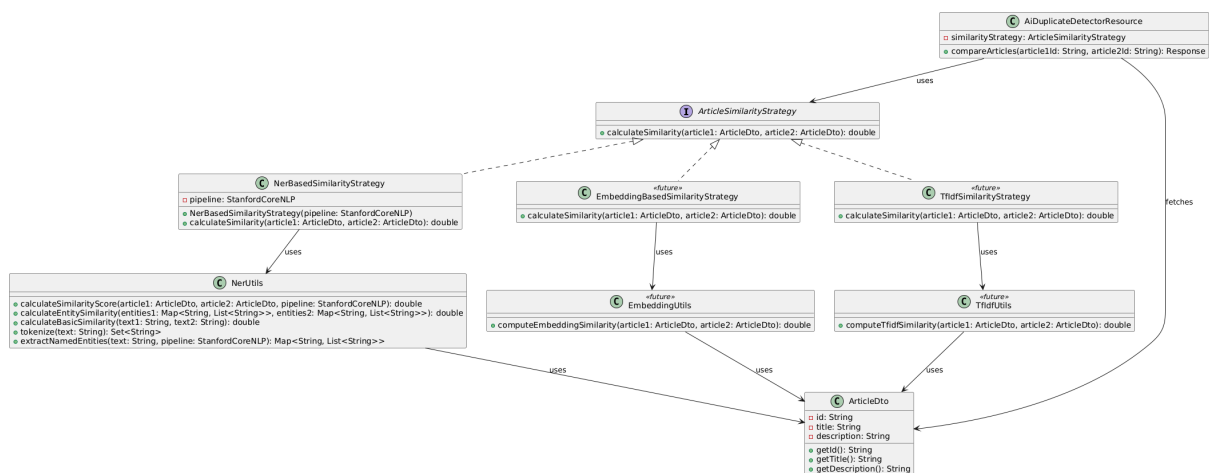 C AiDuplicateDetectorResource
similarityStrategy: ArticleSimilarityStrategy
compareArticles(article1Id: String, article2Id: String): Response
uses
fetches
I ArticleSimilarityStrategy
calculateSimilarity(article1: ArticleDto, article2: ArticleDto): double
C NerBasedSimilarityStrategy
pipeline: StanfordCoreNLP
NerBasedSimilarityStrategy(pipeline: StanfordCoreNLP)
calculateSimilarity(article1: ArticleDto, article2: ArticleDto): double
C «future»
EmbeddingBasedSimilarityStrategy
calculateSimilarity(article1: ArticleDto, article2: ArticleDto): double
C «future»
TfIdfSimilarityStrategy
calculateSimilarity(article1: ArticleDto, article2: ArticleDto): double
uses
uses
uses
C NerUtils
calculateSimilarityScore(article1: ArticleDto, article2: ArticleDto, pipeline: StanfordCoreNLP): double
calculateEntitySimilarity(entities1: Map<String, List<String>>, entities2: Map<String, List<String>>): double
calculateBasicSimilarity(text1: String, text2: String): double
tokenize(text: String): Set<String>
extractNamedEntities(text: String, pipeline: StanfordCoreNLP): Map<String, List<String>>
C «future»
EmbeddingUtils
computeEmbeddingSimilarity(article1: ArticleDto, article2: ArticleDto): double
C «future»
TfIdfUtils
computeTfidfSimilarity(article1: ArticleDto, article2: ArticleDto): double
uses
uses
uses
C ArticleDto
id: String
title: String
description: String
getId(): String
getTitle(): String
getDescription(): String